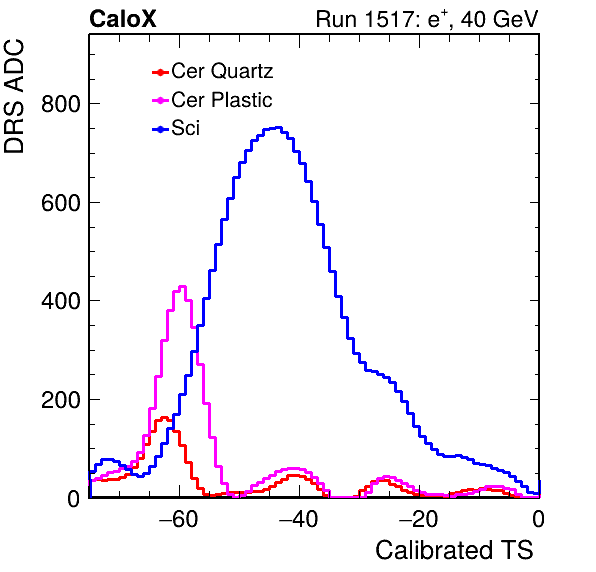 CaloX Run 1517: e⁺, 40 GeV
DRS ADC
Cer Quartz
Cer Plastic
Sci
800
600
400
200
0
−60 −40 −20 0
Calibrated TS